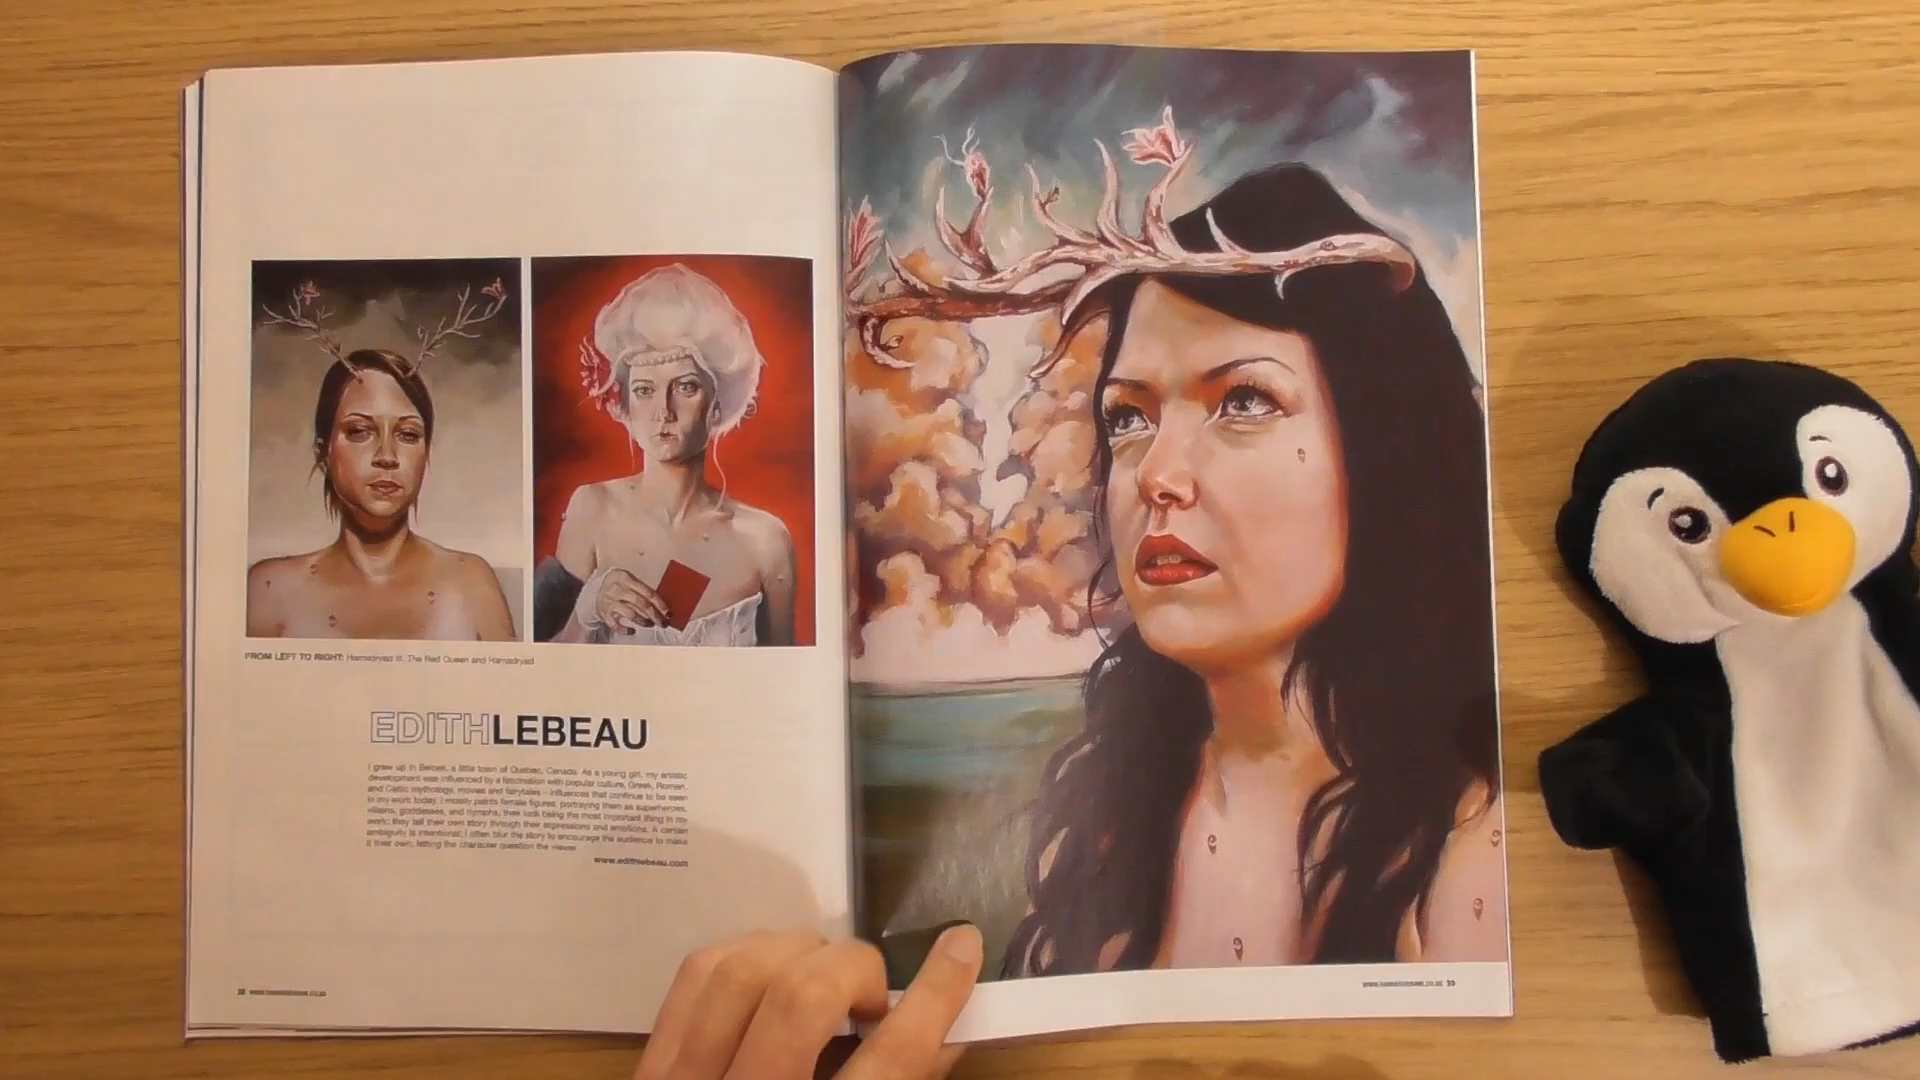 FROM LEFT TO RIGHT: Hamadryad III, The Red Queen and Hamadryad
EDITHLEBEAU
I grew up in Beloeil, a little town of Quebec, Canada. As a young girl, my artistic
development was influenced by a fascination with popular culture, Greek, Roman,
and Celtic mythology, movies and fairytales – influences that continue to be seen
in my work today. I mostly paints female figures, portraying them as superheroes,
villains, goddesses, and nymphs, their look being the most important thing in my
work; they tell their own story through their expressions and emotions. A certain
ambiguity is intentional; I often blur the story to encourage the audience to make
it their own, letting the character question the viewer.
www.edithlebeau.com